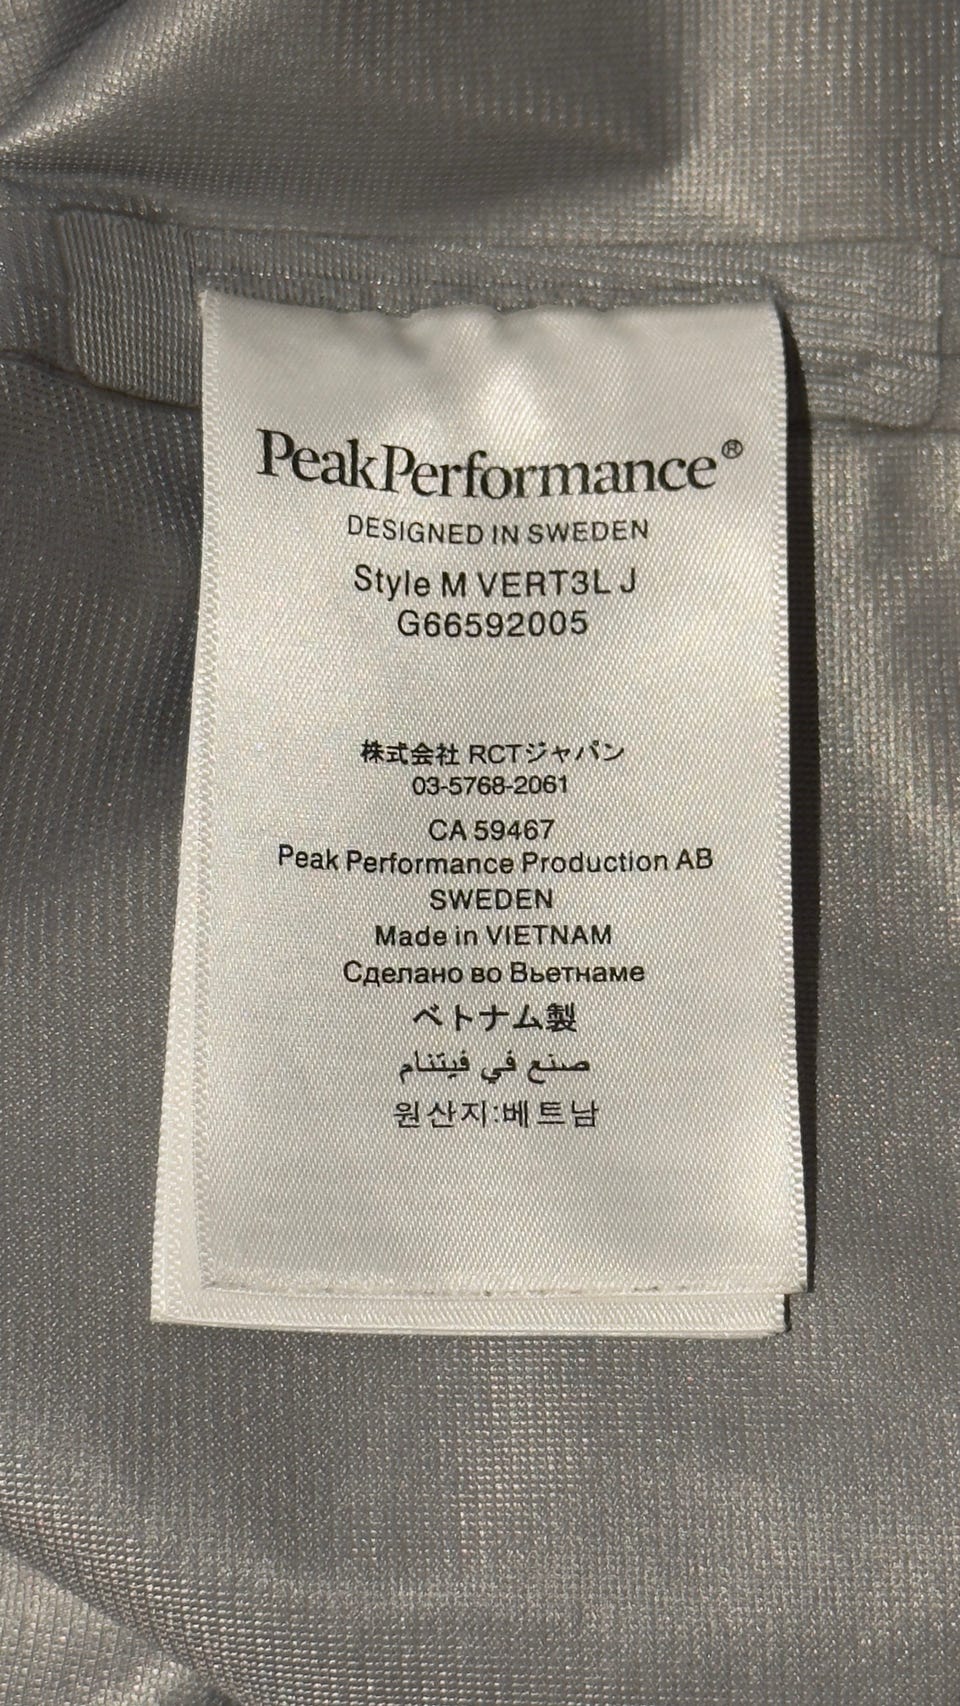 PeakPerformance®
DESIGNED IN SWEDEN
Style M VERT3L J
G66592005
株式会社 RCTジャパン
03-5768-2061
CA 59467
Peak Performance Production AB
SWEDEN
Made in VIETNAM
Сделано во Вьетнаме
ベトナム製
صنع في فيتنام
원산지:베트남